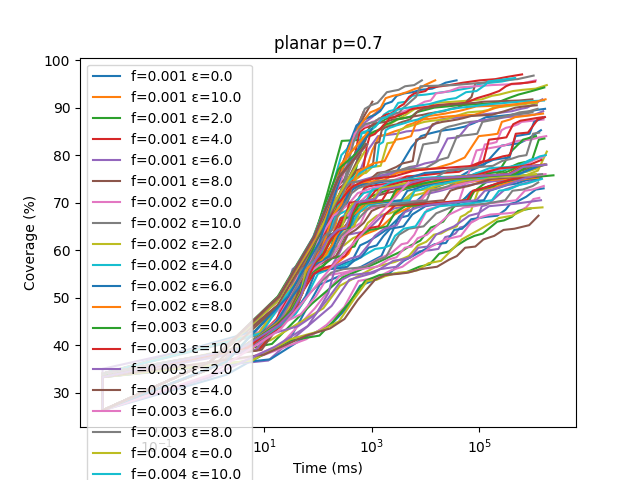 planar p=0.7
100
90
80
70
60
50
40
30
Coverage (%)
f=0.001 ε=0.0
f=0.001 ε=10.0
f=0.001 ε=2.0
f=0.001 ε=4.0
f=0.001 ε=6.0
f=0.001 ε=8.0
f=0.002 ε=0.0
f=0.002 ε=10.0
f=0.002 ε=2.0
f=0.002 ε=4.0
f=0.002 ε=6.0
f=0.002 ε=8.0
f=0.003 ε=0.0
f=0.003 ε=10.0
f=0.003 ε=2.0
f=0.003 ε=4.0
f=0.003 ε=6.0
f=0.003 ε=8.0
f=0.004 ε=0.0
f=0.004 ε=10.0
10⁻¹ 10¹ 10³ 10⁵
Time (ms)